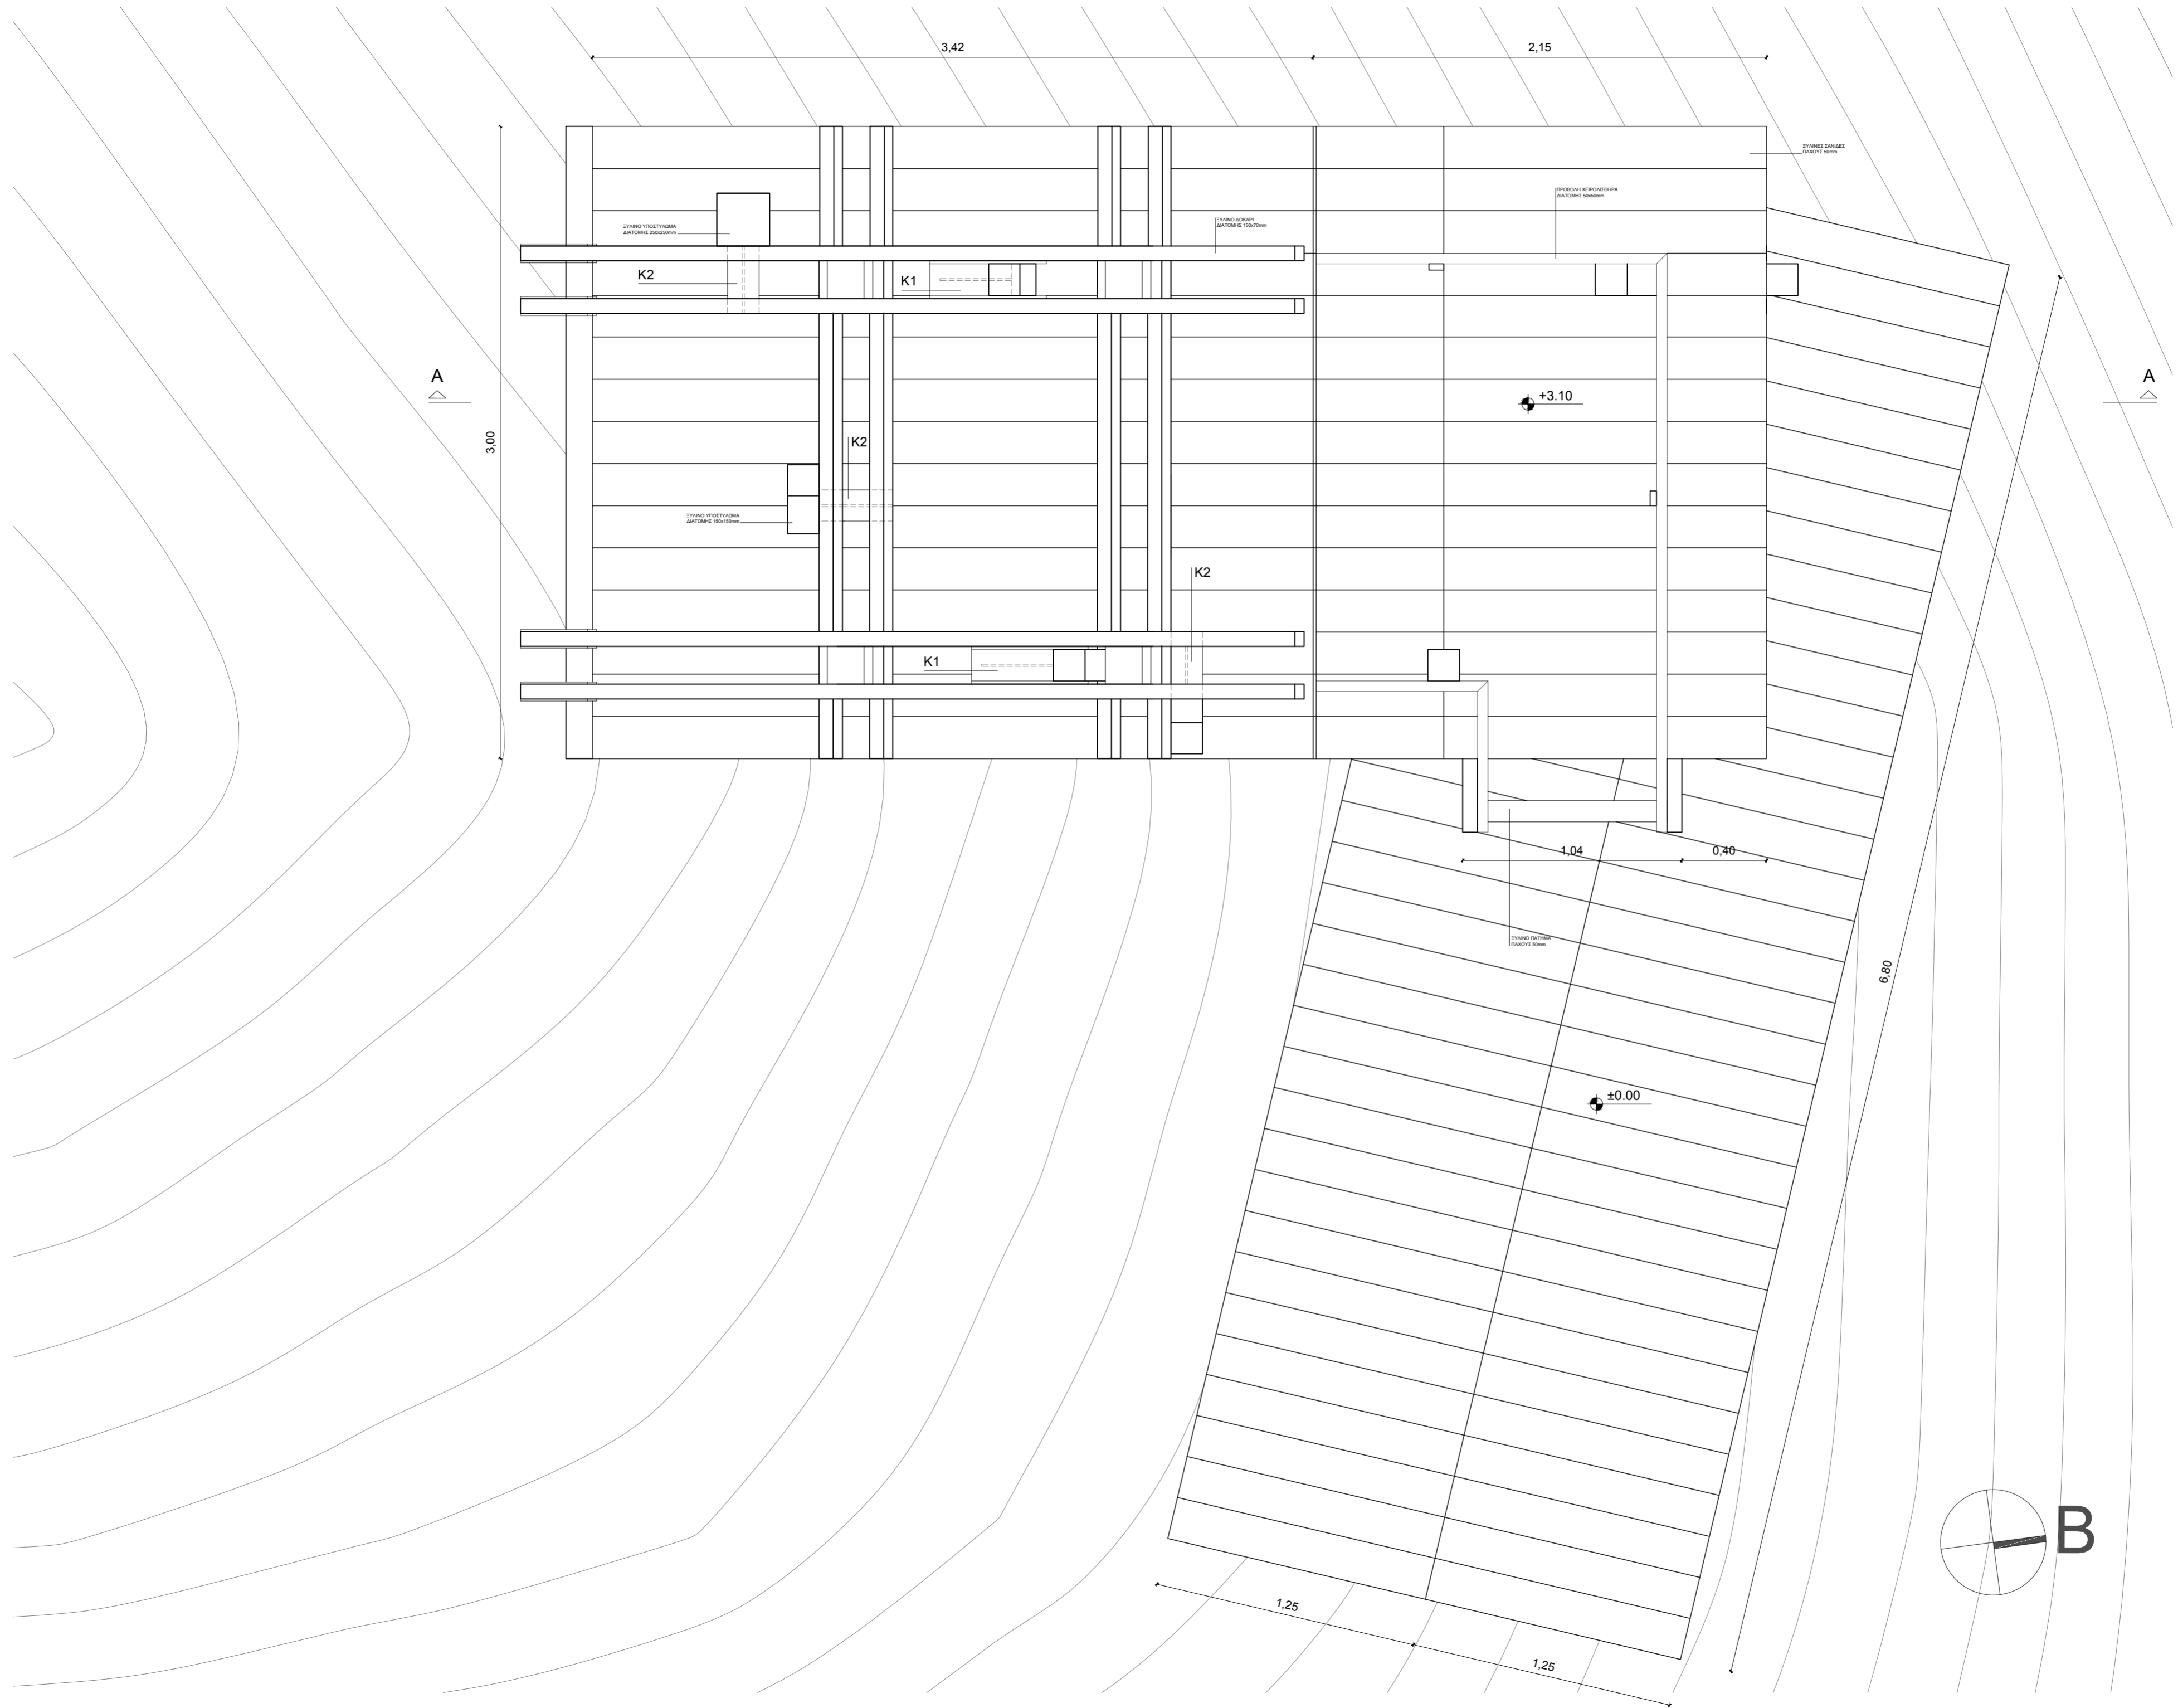 3,42
2,15
ΞΥΛΙΝΕΣ ΣΑΝΙΔΕΣ
ΠΑΧΟΥΣ 50mm
ΠΡΟΒΟΛΗ ΧΕΙΡΟΛΙΣΘΗΡΑ
ΔΙΑΤΟΜΗΣ 50x50mm
ΞΥΛΙΝΟ ΥΠΟΣΤΥΛΩΜΑ
ΔΙΑΤΟΜΗΣ 250x250mm
ΞΥΛΙΝΟ ΔΟΚΑΡΙ
ΔΙΑΤΟΜΗΣ 150x70mm
K2
K1
A
A
+3.10
3,00
K2
ΞΥΛΙΝΟ ΥΠΟΣΤΥΛΩΜΑ
ΔΙΑΤΟΜΗΣ 150x150mm
K2
K1
1,04
0,40
ΞΥΛΙΝΟ ΠΑΤΗΜΑ
ΠΑΧΟΥΣ 50mm
6,80
±0.00
B
1,25
1,25